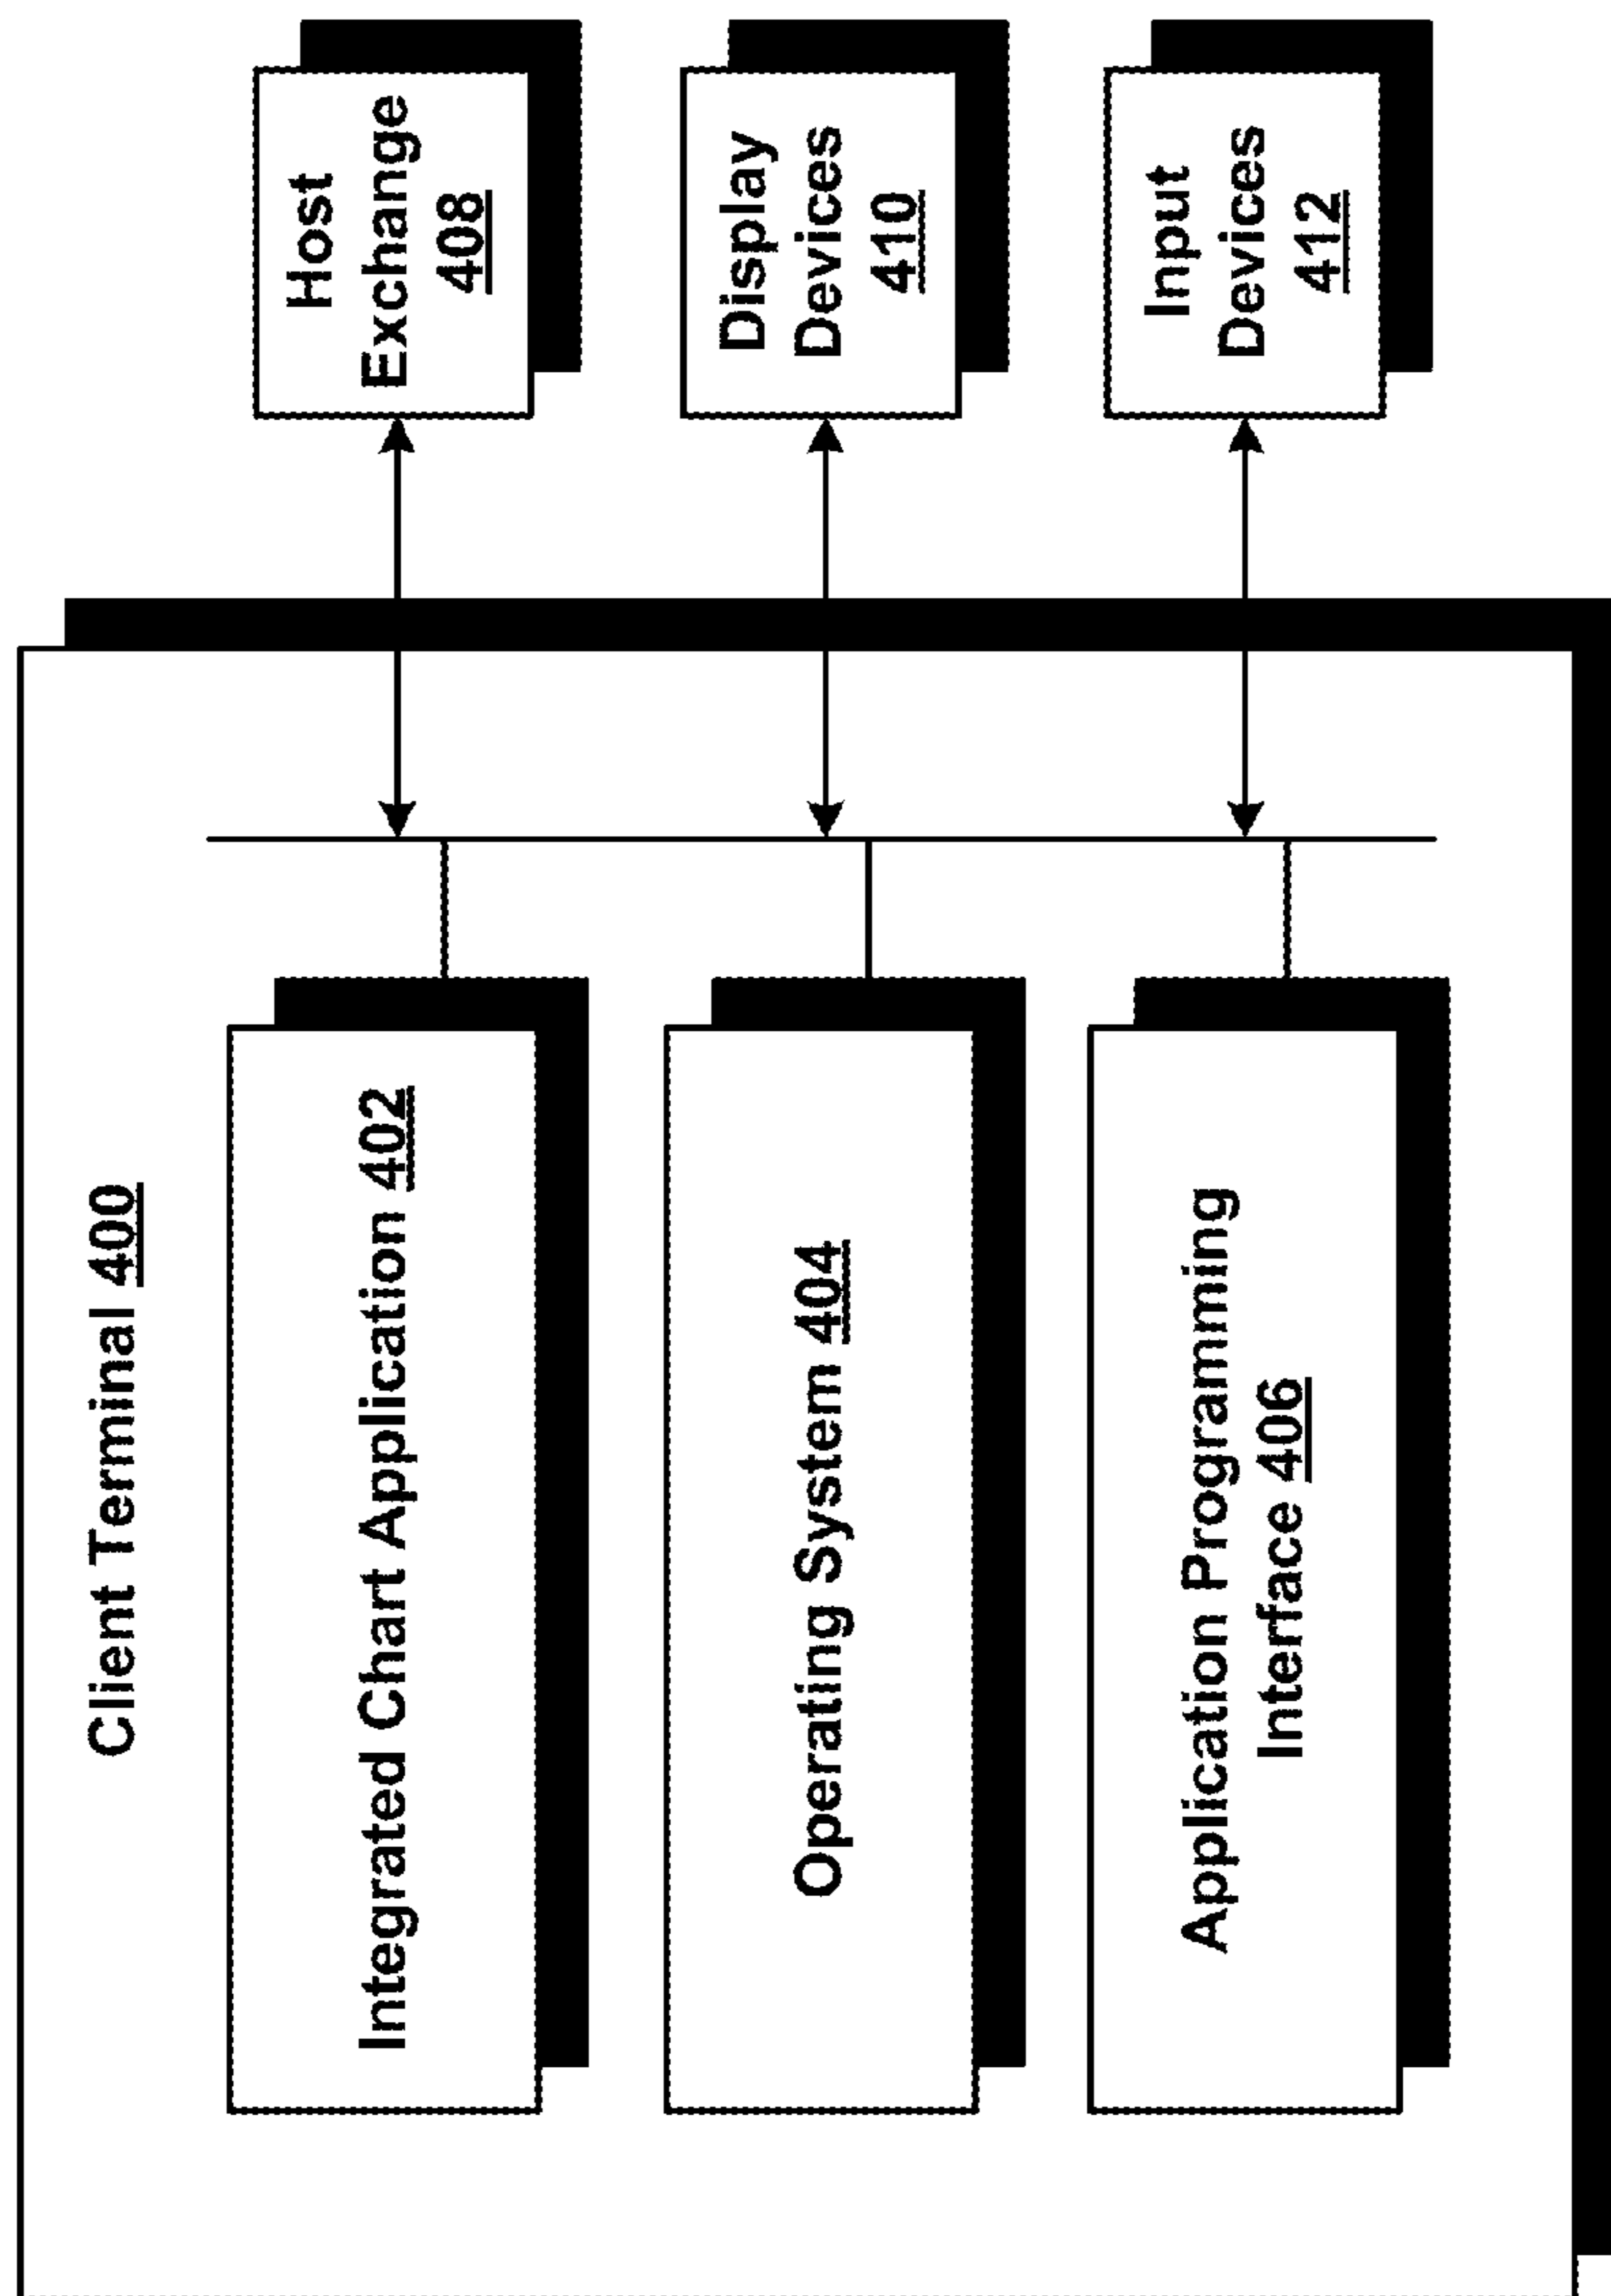 Client Terminal 400
Integrated Chart Application 402
Operating System 404
Application Programming
Interface 406
Host
Exchange
408
Display
Devices
410
Input
Devices
412